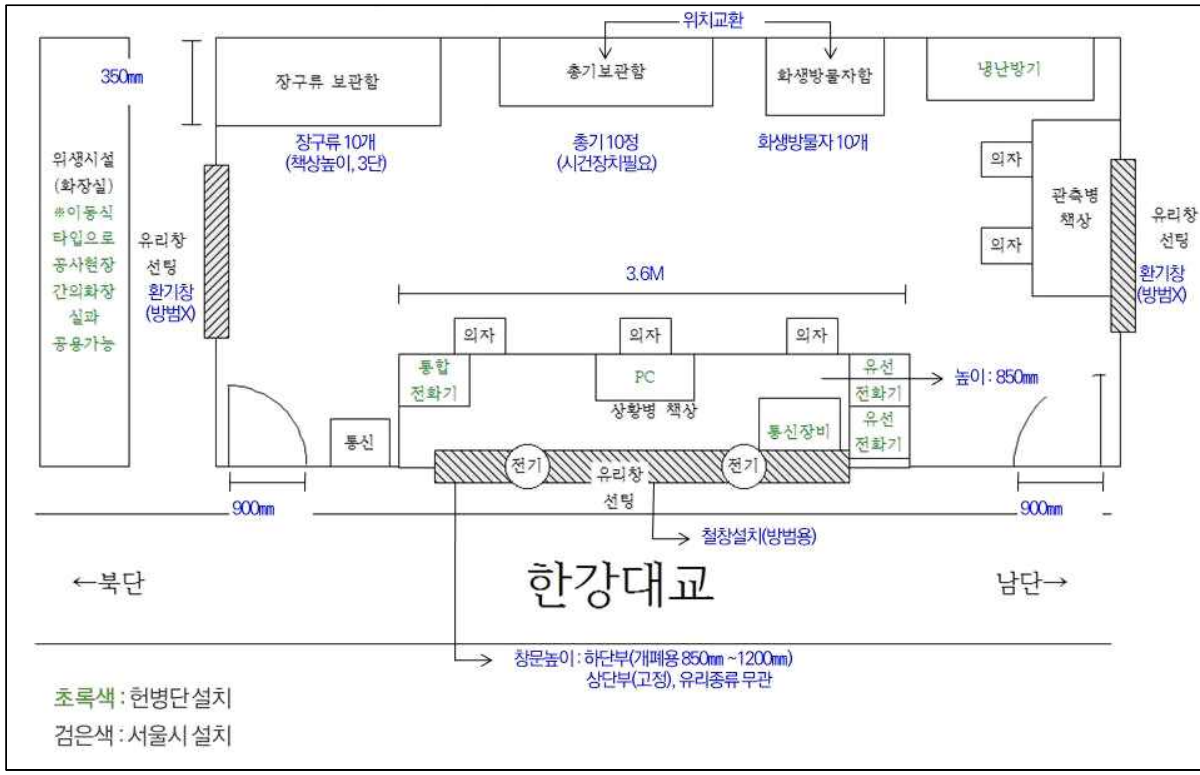 위치교환
350㎜
장구류 보관함
총기보관함
화생방물자함
냉난방기
장구류 10개
(책상높이, 3단)
총기 10정
(시건장치필요)
화생방물자 10개
위생시설
(화장실)
※이동식
타입으로
공사현장
간의화장
실과
공용가능
유리창
선팅
환기창
(방범X)
의자
의자
관측병
책상
유리창
선팅
환기창
(방범X)
3.6M
의자
의자
의자
통합
전화기
PC
상황병 책상
유선
전화기
높이 : 850㎜
통신장비
유선
전화기
통신
전기
유리창
선팅
전기
900㎜
900㎜
철창설치(방범용)
←북단
한강대교
남단→
창문높이 : 하단부(개폐용 850㎜ ~1200㎜)
상단부(고정), 유리종류 무관
초록색 : 헌병단 설치
검은색 : 서울시 설치